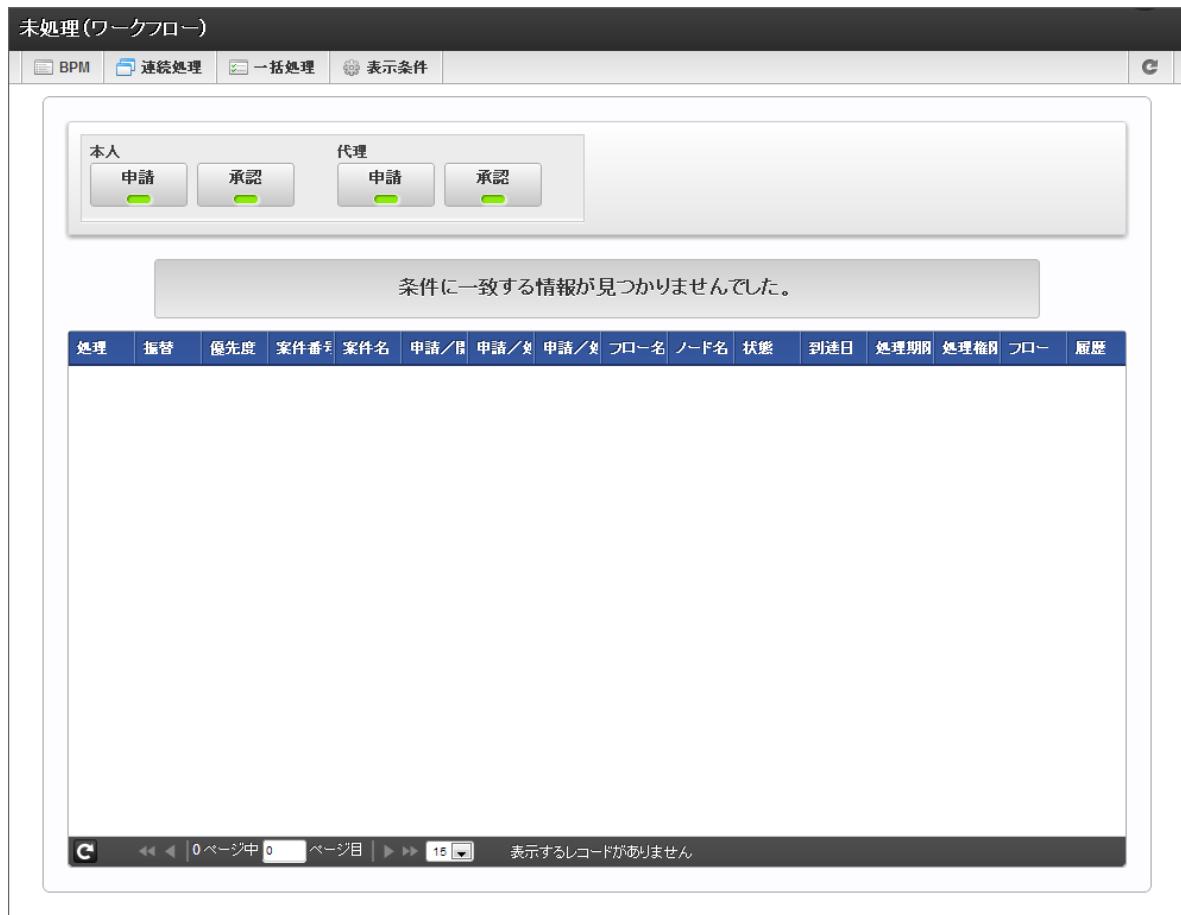 未処理(ワークフロー)
BPM 連続処理 一括処理 表示条件
本人 代理
申請 承認 申請 承認
条件に一致する情報が見つかりませんでした。
処理 振替 優先度 案件番号 案件名 申請／ 申請／ 申請／ フロー名 ノード名 状態 到達日 処理期 処理権 フロー 履歴
0 ページ中 0 ページ目 15 表示するレコードがありません